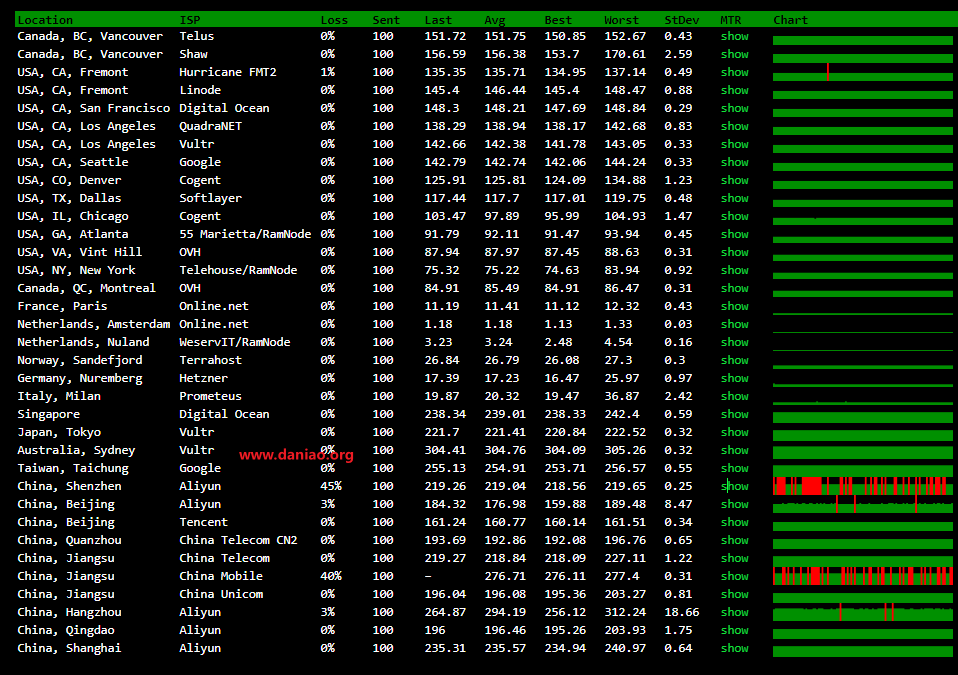 Location ISP Loss Sent Last Avg Best Worst StDev MTR Chart
Canada, BC, Vancouver Telus 0% 100 151.72 151.75 150.85 152.67 0.43 show
Canada, BC, Vancouver Shaw 0% 100 156.59 156.38 153.7 170.61 2.59 show
USA, CA, Fremont Hurricane FMT2 1% 100 135.35 135.71 134.95 137.14 0.49 show
USA, CA, Fremont Linode 0% 100 145.4 146.44 145.4 148.47 0.88 show
USA, CA, San Francisco Digital Ocean 0% 100 148.3 148.21 147.69 148.84 0.29 show
USA, CA, Los Angeles QuadraNET 0% 100 138.29 138.94 138.17 142.68 0.83 show
USA, CA, Los Angeles Vultr 0% 100 142.66 142.38 141.78 143.05 0.33 show
USA, CA, Seattle Google 0% 100 142.79 142.74 142.06 144.24 0.33 show
USA, CO, Denver Cogent 0% 100 125.91 125.81 124.09 134.88 1.23 show
USA, TX, Dallas Softlayer 0% 100 117.44 117.7 117.01 119.75 0.48 show
USA, IL, Chicago Cogent 0% 100 103.47 97.89 95.99 104.93 1.47 show
USA, GA, Atlanta 55 Marietta/RamNode 0% 100 91.79 92.11 91.47 93.94 0.45 show
USA, VA, Vint Hill OVH 0% 100 87.94 87.97 87.45 88.63 0.31 show
USA, NY, New York Telehouse/RamNode 0% 100 75.32 75.22 74.63 83.94 0.92 show
Canada, QC, Montreal OVH 0% 100 84.91 85.49 84.91 86.47 0.31 show
France, Paris Online.net 0% 100 11.19 11.41 11.12 12.32 0.43 show
Netherlands, Amsterdam Online.net 0% 100 1.18 1.18 1.13 1.33 0.03 show
Netherlands, Nuland WeservIT/RamNode 0% 100 3.23 3.24 2.48 4.54 0.16 show
Norway, Sandefjord Terrahost 0% 100 26.84 26.79 26.08 27.3 0.3 show
Germany, Nuremberg Hetzner 0% 100 17.39 17.23 16.47 25.97 0.97 show
Italy, Milan Prometeus 0% 100 19.87 20.32 19.47 36.87 2.42 show
Singapore Digital Ocean 0% 100 238.34 239.01 238.33 242.4 0.59 show
Japan, Tokyo Vultr 0% 100 221.7 221.41 220.84 222.52 0.32 show
Australia, Sydney Vultr 0% 100 304.41 304.76 304.09 305.26 0.32 show
www.daniao.org
Taiwan, Taichung Google 0% 100 255.13 254.91 253.71 256.57 0.55 show
China, Shenzhen Aliyun 45% 100 219.26 219.04 218.56 219.65 0.25 show
China, Beijing Aliyun 3% 100 184.32 176.98 159.88 189.48 8.47 show
China, Beijing Tencent 0% 100 161.24 160.77 160.14 161.51 0.34 show
China, Quanzhou China Telecom CN2 0% 100 193.69 192.86 192.08 196.76 0.65 show
China, Jiangsu China Telecom 0% 100 219.27 218.84 218.09 227.11 1.22 show
China, Jiangsu China Mobile 40% 100 – 276.71 276.11 277.4 0.31 show
China, Jiangsu China Unicom 0% 100 196.04 196.08 195.36 203.27 0.81 show
China, Hangzhou Aliyun 3% 100 264.87 294.19 256.12 312.24 18.66 show
China, Qingdao Aliyun 0% 100 196 196.46 195.26 203.93 1.75 show
China, Shanghai Aliyun 0% 100 235.31 235.57 234.94 240.97 0.64 show